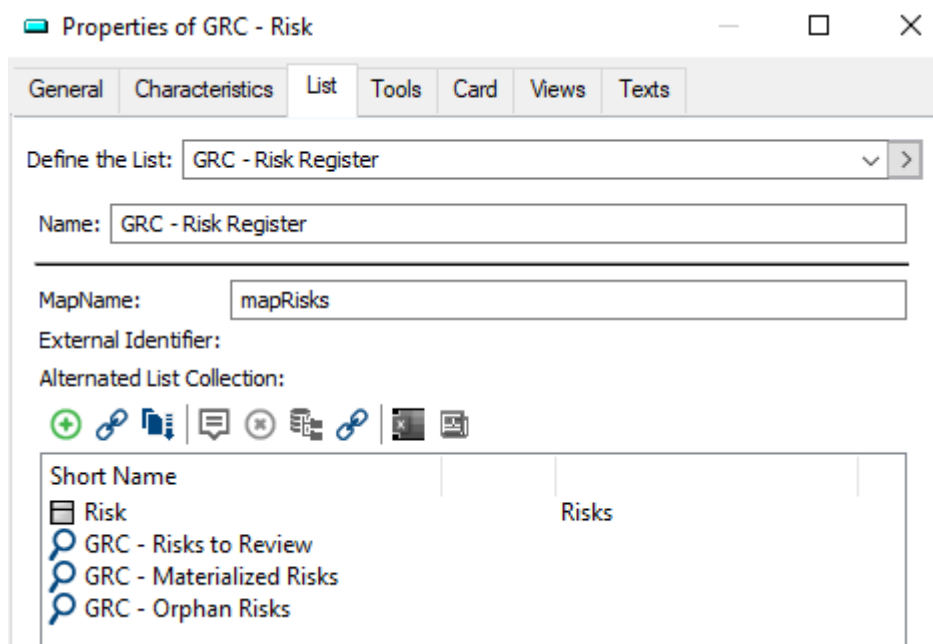 Properties of GRC - Risk
General Characteristics List Tools Card Views Texts
Define the List: GRC - Risk Register
Name: GRC - Risk Register
MapName: mapRisks
External Identifier:
Alternated List Collection:
Short Name
Risk Risks
GRC - Risks to Review
GRC - Materialized Risks
GRC - Orphan Risks